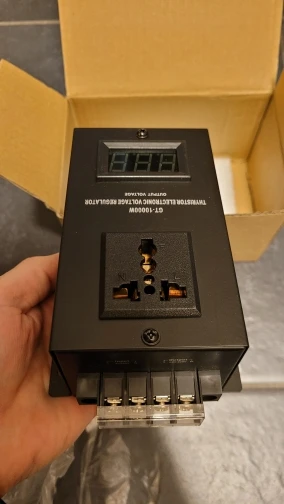 GT-10000W
THYRISTOR ELECTRONIC VOLTAGE REGULATOR
OUTPUT VOLTAGE